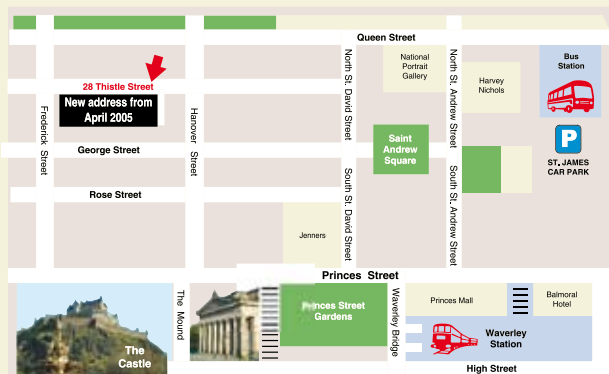 Queen Street
North St. David Street
National
Portrait
Gallery
North St. Andrew Street
Harvey
Nichols
Bus
Station
28 Thistle Street
New address from
April 2005
Frederick Street
Hanover Street
George Street
Saint
Andrew
Square
P
ST. JAMES
CAR PARK
Rose Street
South St. David Street
South St. Andrew Street
Jenners
Princes Street
The Castle
The Mound
Princes Street
Gardens
Waverley Bridge
Princes Mall
Balmoral
Hotel
Waverley
Station
High Street